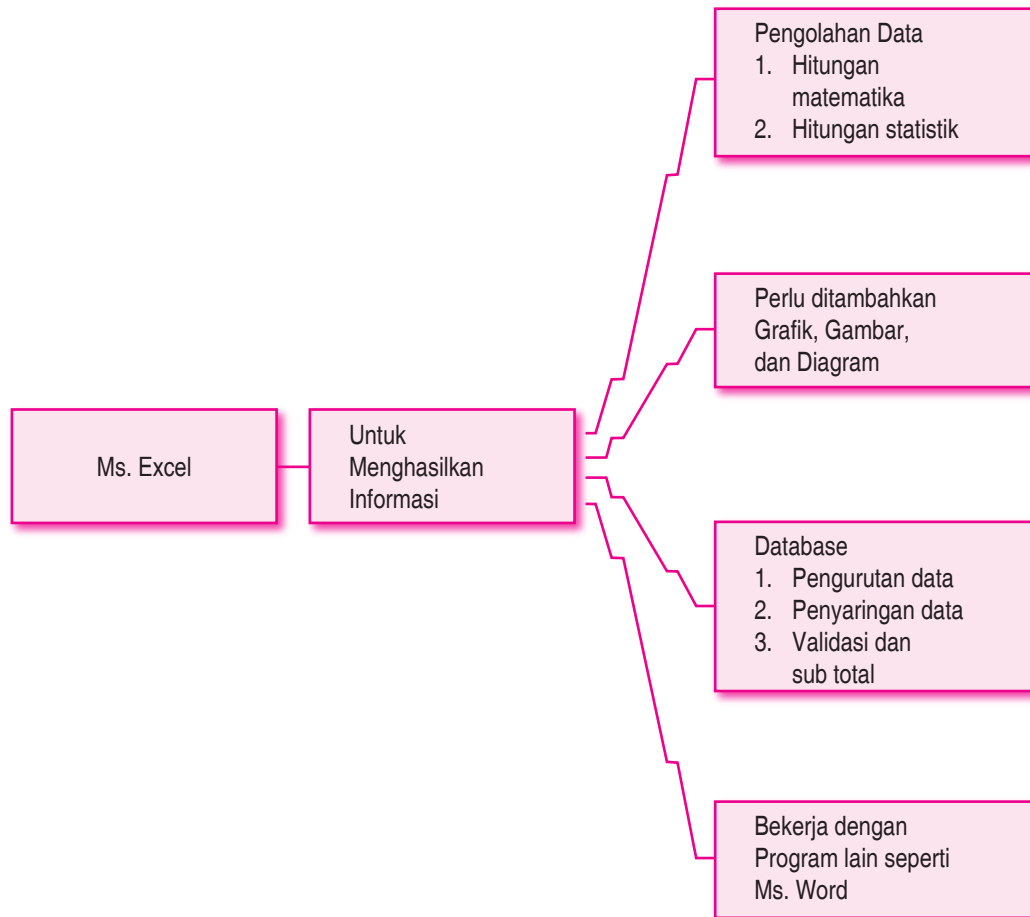 Ms. Excel
Untuk
Menghasilkan
Informasi
Pengolahan Data
1. Hitungan
matematika
2. Hitungan statistik
Perlu ditambahkan
Grafik, Gambar,
dan Diagram
Database
1. Pengurutan data
2. Penyaringan data
3. Validasi dan
sub total
Bekerja dengan
Program lain seperti
Ms. Word